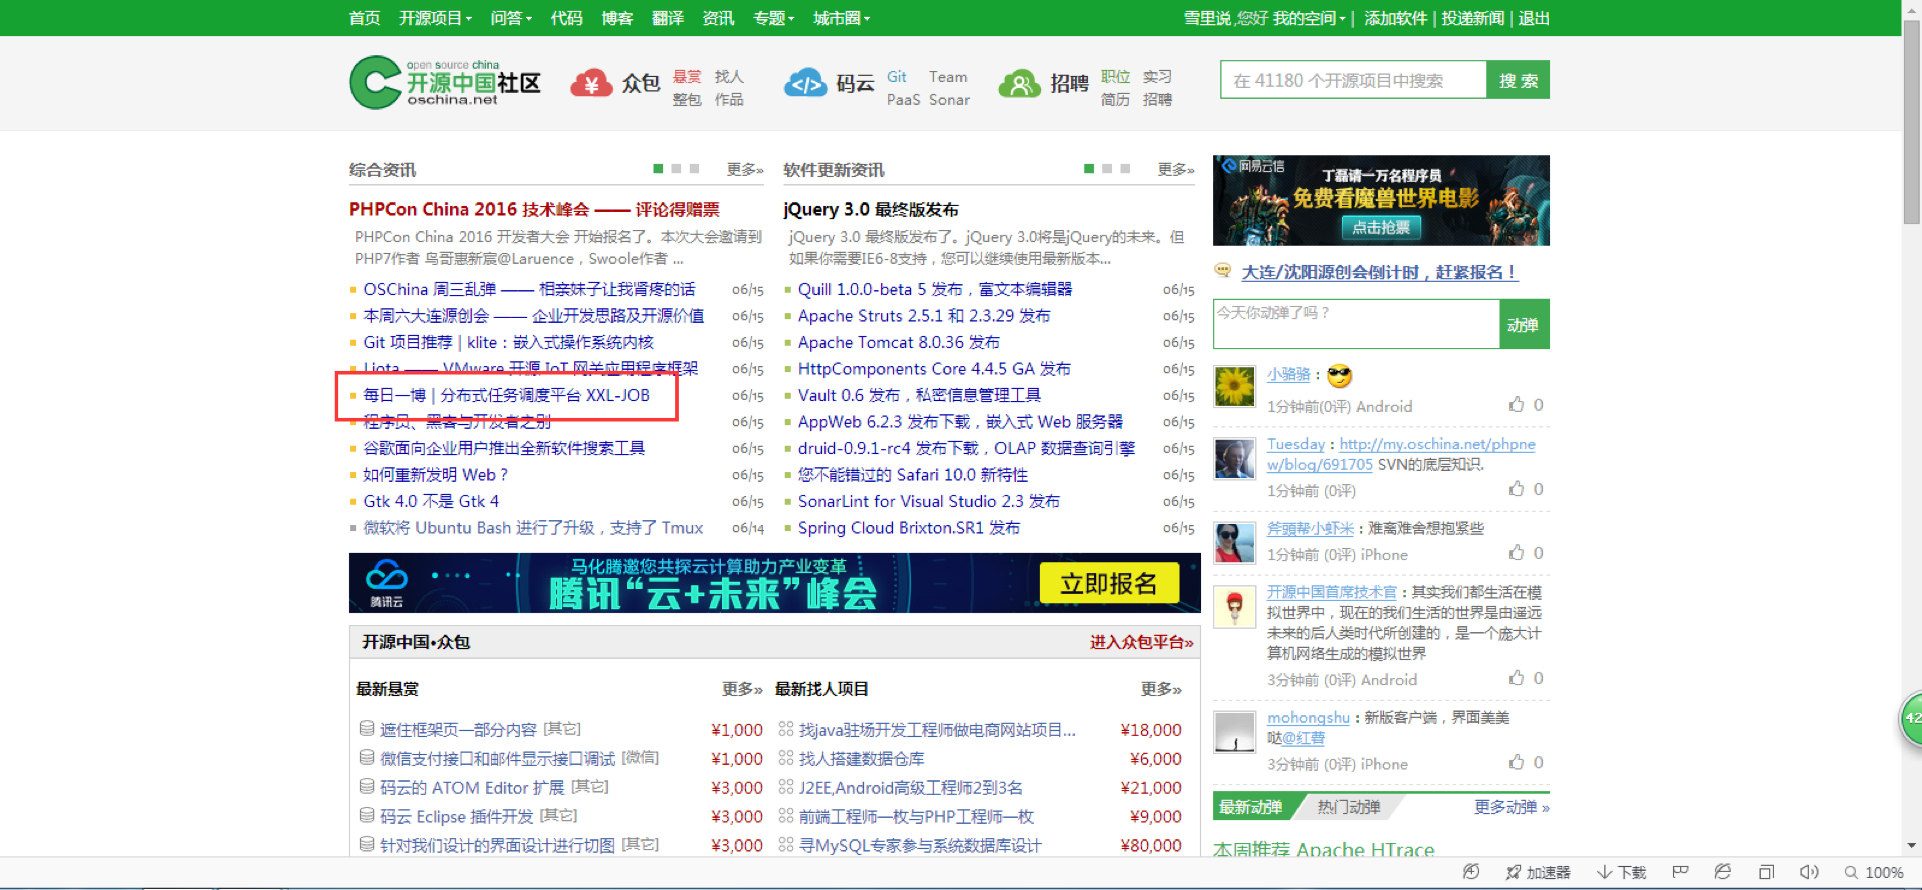 首页 开源项目 问答 代码 博客 翻译 资讯 专题 城市圈
雪里说,您好 我的空间 | 添加软件 | 投递新闻 | 退出
open source china
开源中国社区
oschina.net
众包 悬赏 找人
整包 作品
码云 Git Team
PaaS Sonar
招聘 职位 实习
简历 招聘
在 41180 个开源项目中搜索 搜 索
综合资讯 更多»
PHPCon China 2016 技术峰会 —— 评论得赠票
PHPCon China 2016 开发者大会 开始报名了。本次大会邀请到
PHP7作者 鸟哥惠新宸@Laruence，Swoole作者 ...
OSChina 周三乱弹 —— 相亲妹子让我肾疼的话 06/15
本周六大连源创会 —— 企业开发思路及开源价值 06/15
Git 项目推荐 | klite：嵌入式操作系统内核 06/15
Liota —— VMware 开源 IoT 网关应用程序框架 06/15
每日一博 | 分布式任务调度平台 XXL-JOB 06/15
程序员、黑客与开发者之别 06/15
谷歌面向企业用户推出全新软件搜索工具 06/15
如何重新发明 Web？ 06/15
Gtk 4.0 不是 Gtk 4 06/15
微软将 Ubuntu Bash 进行了升级，支持了 Tmux 06/14
软件更新资讯 更多»
jQuery 3.0 最终版发布
jQuery 3.0 最终版发布了。jQuery 3.0将是jQuery的未来。但
如果你需要IE6-8支持，您可以继续使用最新版本...
Quill 1.0.0-beta 5 发布，富文本编辑器 06/15
Apache Struts 2.5.1 和 2.3.29 发布 06/15
Apache Tomcat 8.0.36 发布 06/15
HttpComponents Core 4.4.5 GA 发布 06/15
Vault 0.6 发布，私密信息管理工具 06/15
AppWeb 6.2.3 发布下载，嵌入式 Web 服务器 06/15
druid-0.9.1-rc4 发布下载，OLAP 数据查询引擎 06/15
您不能错过的 Safari 10.0 新特性 06/15
SonarLint for Visual Studio 2.3 发布 06/15
Spring Cloud Brixton.SR1 发布 06/15
腾讯云
马化腾邀您共探云计算助力产业变革
腾讯“云+未来”峰会
立即报名
开源中国•众包 进入众包平台»
最新悬赏 更多»
遮住框架页一部分内容 [其它] ¥1,000
微信支付接口和邮件显示接口调试 [微信] ¥1,000
码云的 ATOM Editor 扩展 [其它] ¥3,000
码云 Eclipse 插件开发 [其它] ¥3,000
针对我们设计的界面设计进行切图 [其它] ¥3,000
最新找人项目 更多»
找java驻场开发工程师做电商网站项目... ¥18,000
找人搭建数据仓库 ¥6,000
J2EE,Android高级工程师2到3名 ¥21,000
前端工程师一枚与PHP工程师一枚 ¥9,000
寻MySQL专家参与系统数据库设计 ¥80,000
网易云信
丁磊请一万名程序员
免费看魔兽世界电影
点击抢票
大连/沈阳源创会倒计时，赶紧报名！
今天你动弹了吗？ 动弹
小骆骆：
1分钟前(0评) Android 0
Tuesday：http://my.oschina.net/phpne
w/blog/691705 SVN的底层知识.
1分钟前 (0评) 0
斧頭帮小虾米：难离难舍想抱紧些
1分钟前 (0评) iPhone 0
开源中国首席技术官：其实我们都生活在模
拟世界中，现在的我们生活的世界是由遥远
未来的后人类时代所创建的，是一个庞大计
算机网络生成的模拟世界
3分钟前 (0评) Android 0
mohongshu：新版客户端，界面美美
哒@红薯
3分钟前 (0评) iPhone 0
最新动弹 热门动弹 更多动弹 »
本周推荐 Apache HTrace
42
加速器 下载 100%